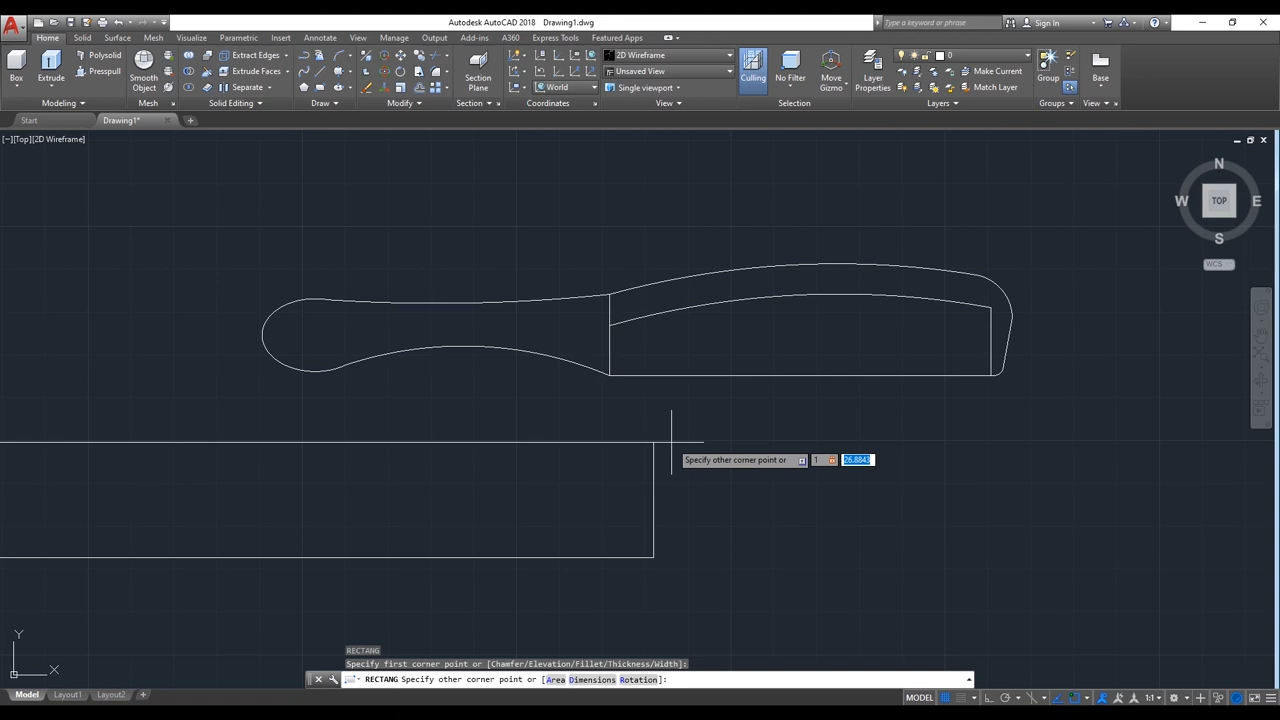 Autodesk AutoCAD 2018 Drawing1.dwg
Type a keyword or phrase
Sign In
Home Solid Surface Mesh Visualize Parametric Insert Annotate View Manage Output Add-ins A360 Express Tools Featured Apps
Box
Extrude
Polysolid
Presspull
Modeling
Smooth
Object
Mesh
Extract Edges
Extrude Faces
Separate
Solid Editing
Draw
Modify
Section
Plane
Section
World
Coordinates
2D Wireframe
Unsaved View
Single viewport
View
Culling
No Filter
Move
Gizmo
Selection
Layer
Properties
0
Make Current
Match Layer
Layers
Group
Groups
Base
View
Start
Drawing1*
[−][Top][2D Wireframe]
N
W TOP E
S
WCS
Specify other corner point or 1 26.8843
Y
X
RECTANG
Specify first corner point or [Chamfer/Elevation/Fillet/Thickness/Width]:
RECTANG Specify other corner point or [Area Dimensions Rotation]:
Model Layout1 Layout2
MODEL
1:1